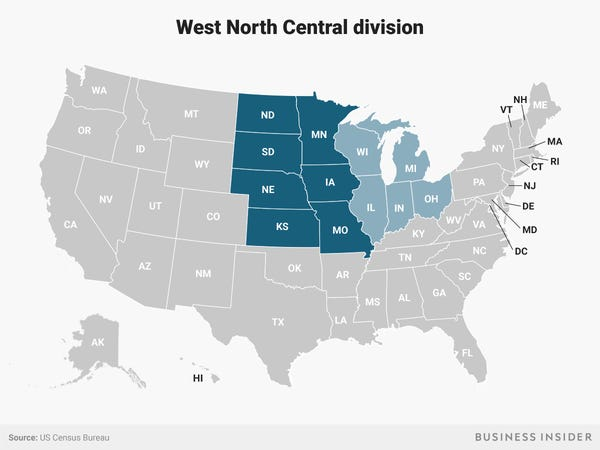 West North Central division
WA
MT
ND
MN
OR
ID
WY
SD
WI
MI
NY
VT
NH
ME
MA
RI
CT
NV
UT
CO
NE
IA
IL
IN
OH
PA
NJ
DE
MD
DC
CA
KS
MO
KY
WV
VA
AZ
NM
OK
AR
TN
NC
SC
TX
LA
MS
AL
GA
FL
AK
HI
Source: US Census Bureau
BUSINESS INSIDER